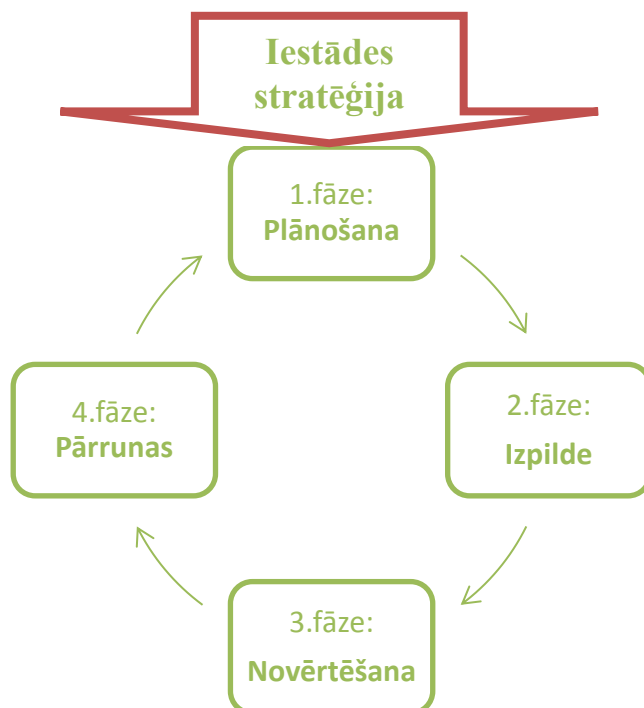 Iestādes
stratēģija
1.fāze:
Plānošana
2.fāze:
Izpilde
3.fāze:
Novērtēšana
4.fāze:
Pārrunas